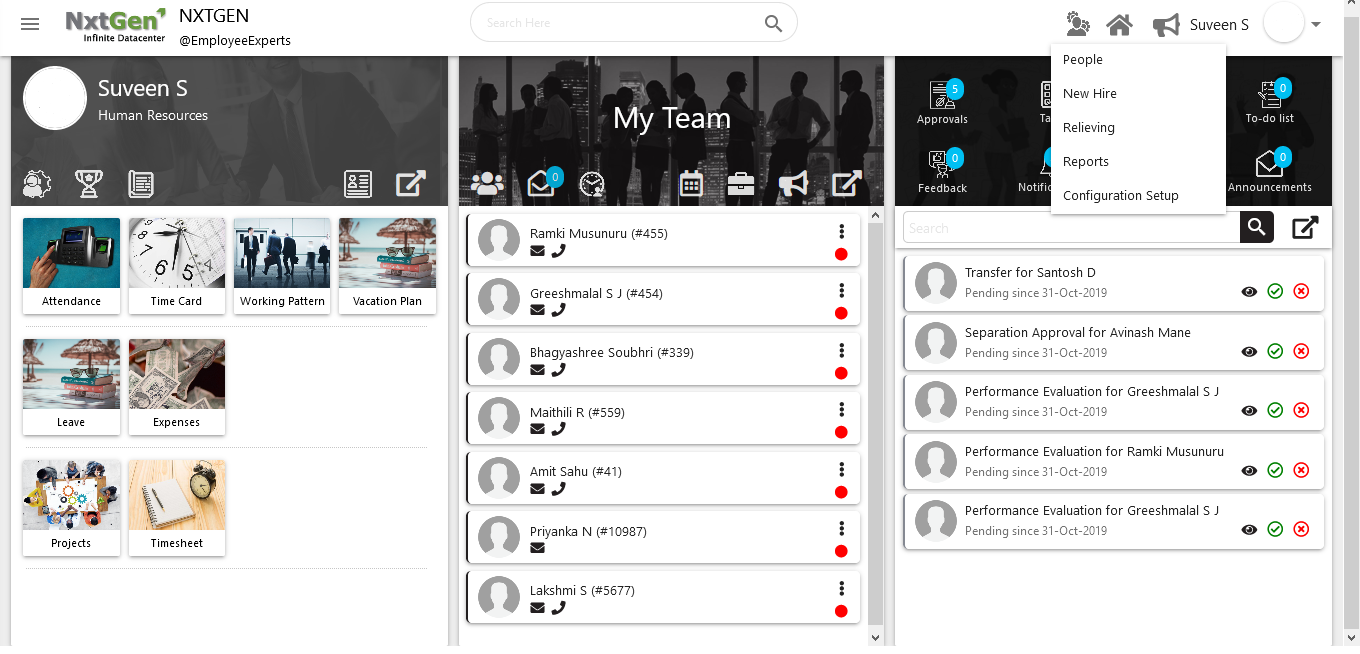 NxtGen
Infinite Datacenter
NXTGEN
@EmployeeExperts
Search Here
Suveen S
People
New Hire
Relieving
Reports
Configuration Setup
Suveen S
Human Resources
Attendance
Time Card
Working Pattern
Vacation Plan
Leave
Expenses
Projects
Timesheet
My Team
0
Ramki Musunuru (#455)
Greeshmalal S J (#454)
Bhagyashree Soubhri (#339)
Maithili R (#559)
Amit Sahu (#41)
Priyanka N (#10987)
Lakshmi S (#5677)
5
Approvals
0
To-do list
0
Feedback
0
Announcements
Search
Transfer for Santosh D
Pending since 31-Oct-2019
Separation Approval for Avinash Mane
Pending since 31-Oct-2019
Performance Evaluation for Greeshmalal S J
Pending since 31-Oct-2019
Performance Evaluation for Ramki Musunuru
Pending since 31-Oct-2019
Performance Evaluation for Greeshmalal S J
Pending since 31-Oct-2019